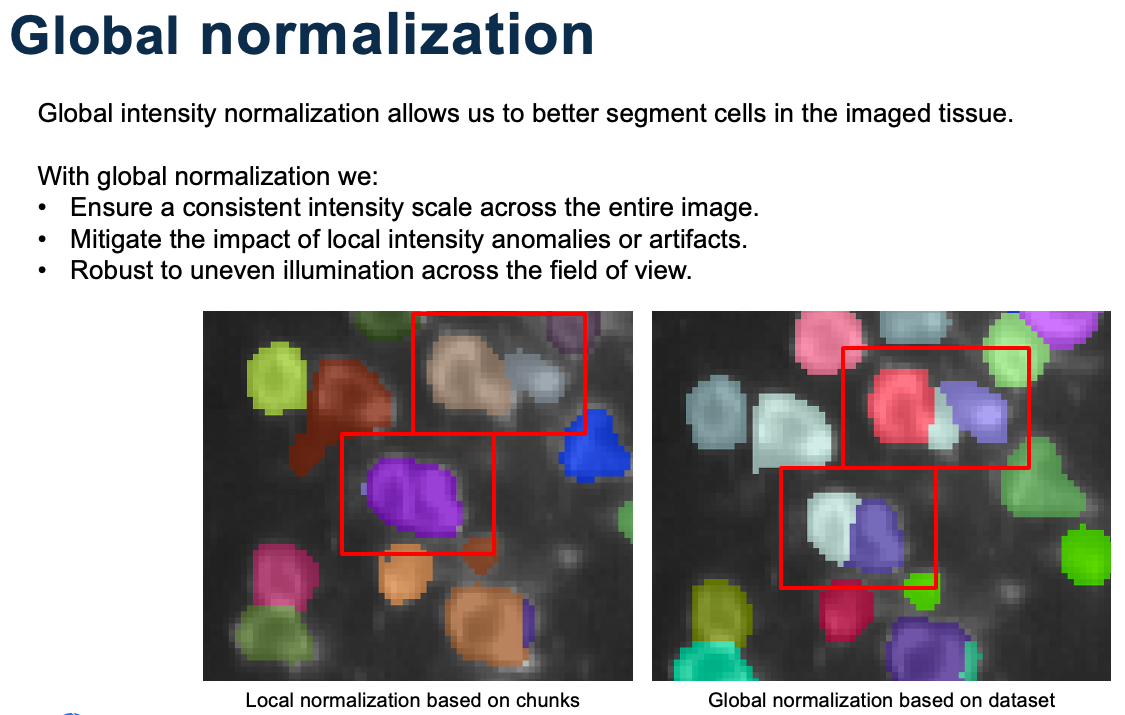 Global normalization
Global intensity normalization allows us to better segment cells in the imaged tissue.
With global normalization we:
• Ensure a consistent intensity scale across the entire image.
• Mitigate the impact of local intensity anomalies or artifacts.
• Robust to uneven illumination across the field of view.
Local normalization based on chunks
Global normalization based on dataset